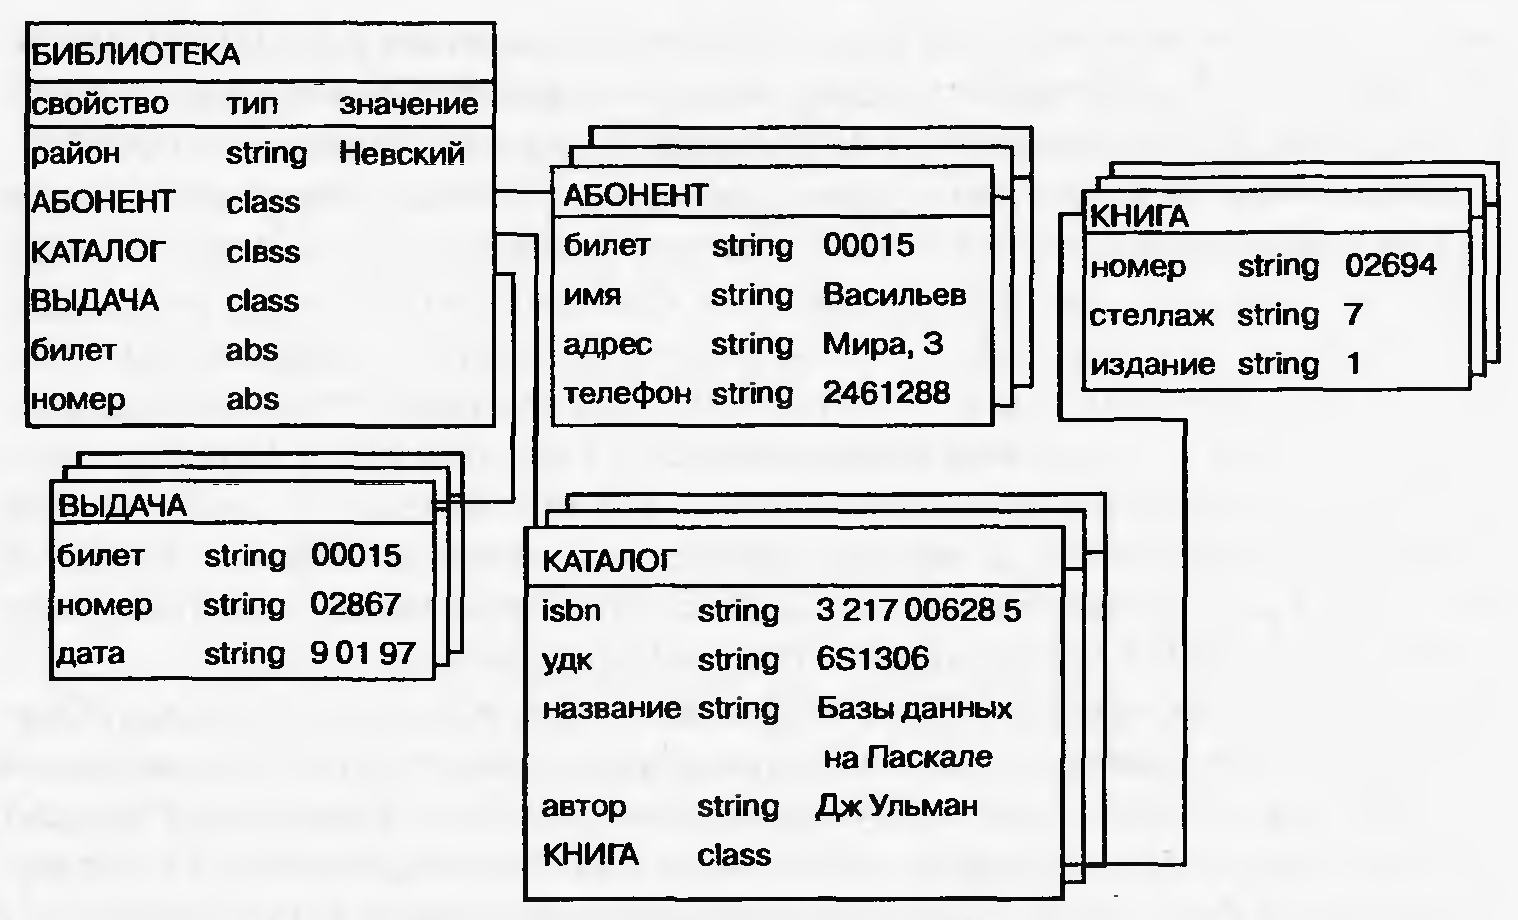 БИБЛИОТЕКА
свойство тип значение
район string Невский
АБОНЕНТ class
КАТАЛОГ clвss
ВЫДАЧА class
билет abs
номер abs
АБОНЕНТ
билет string 00015
имя string Васильев
адрес string Мира, 3
телефон string 2461288
КНИГА
номер string 02694
стеллаж string 7
издание string 1
ВЫДАЧА
билет string 00015
номер string 02867
дата string 9 01 97
КАТАЛОГ
isbn string 3 217 00628 5
удк string 6S1306
название string Базы данных
на Паскале
автор string Дж Ульман
КНИГА class